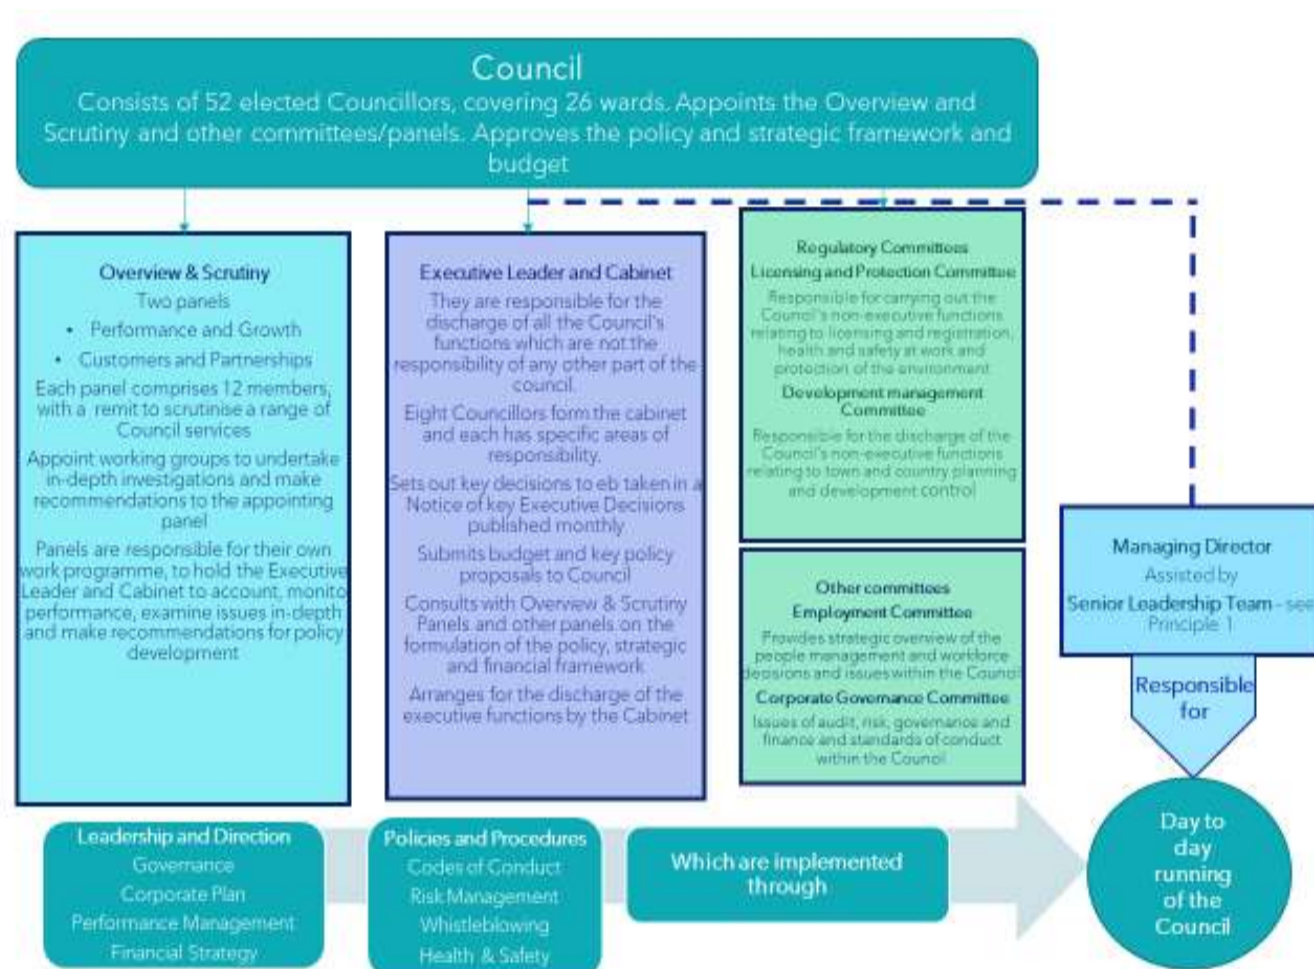 Council
Consists of 52 elected Councillors, covering 26 wards. Appoints the Overview and
Scrutiny and other committees/panels. Approves the policy and strategic framework and
budget
Overview & Scrutiny
Two panels
• Performance and Growth
• Customers and Partnerships
Each panel comprises 12 members,
with a remit to scrutinise a range of
Council services
Appoint working groups to undertake
in-depth investigations and make
recommendations to the appointing
panel
Panels are responsible for their own
work programme, to hold the Executive
Leader and Cabinet to account, monito
performance, examine issues in-depth
and make recommendations for policy
development
Executive Leader and Cabinet
They are responsible for the
discharge of all the Council's
functions which are not the
responsibility of any other part of the
council.
Eight Councillors form the cabinet
and each has specific areas of
responsibility.
Sets out key decisions to eb taken in a
Notice of key Executive Decisions
published monthly
Submits budget and key policy
proposals to Council
Consults with Overview & Scrutiny
Panels and other panels on the
formulation of the policy, strategic
and financial framework
Arranges for the discharge of the
executive functions by the Cabinet
Regulatory Committees
Licensing and Protection Committee
Responsible for carrying out the
Council's non-executive functions
relating to licensing and registration,
health and safety at work and
protection of the environment
Development management
Committee
Responsible for the discharge of the
Council's non-executive functions
relating to town and country planning
and development control
Other committees
Employment Committee
Provides strategic overview of the
people management and workforce
decisions and issues within the Council
Corporate Governance Committee
Issues of audit, risk, governance and
finance and standards of conduct
within the Council
Managing Director
Assisted by
Senior Leadership Team - see
Principle 1
Responsible
for
Leadership and Direction
Governance
Corporate Plan
Performance Management
Financial Strategy
Policies and Procedures
Codes of Conduct
Risk Management
Whistleblowing
Health & Safety
Which are implemented
through
Day to
day
running
of the
Council